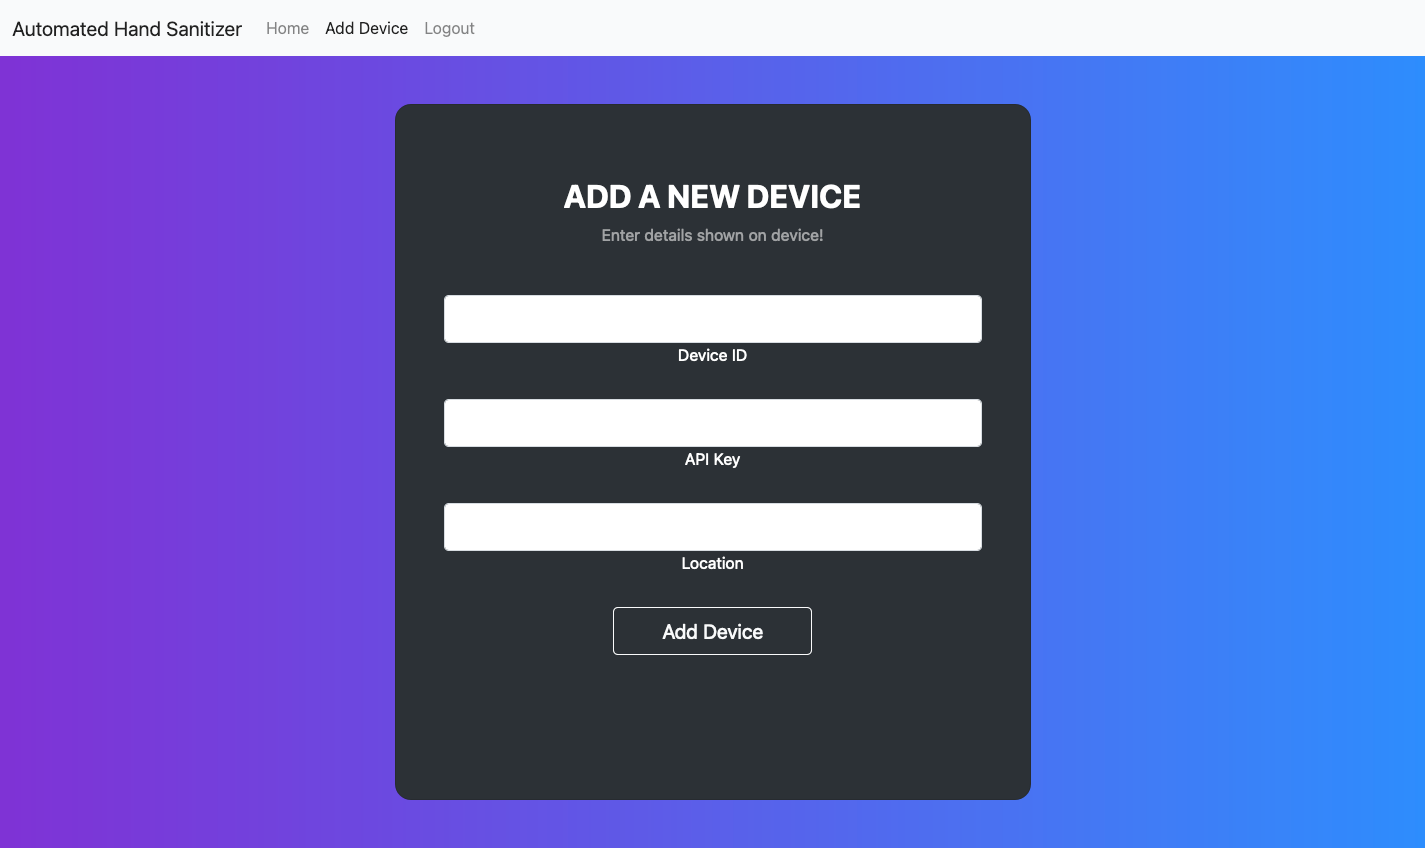 Automated Hand Sanitizer Home Add Device Logout
ADD A NEW DEVICE
Enter details shown on device!
Device ID
API Key
Location
Add Device